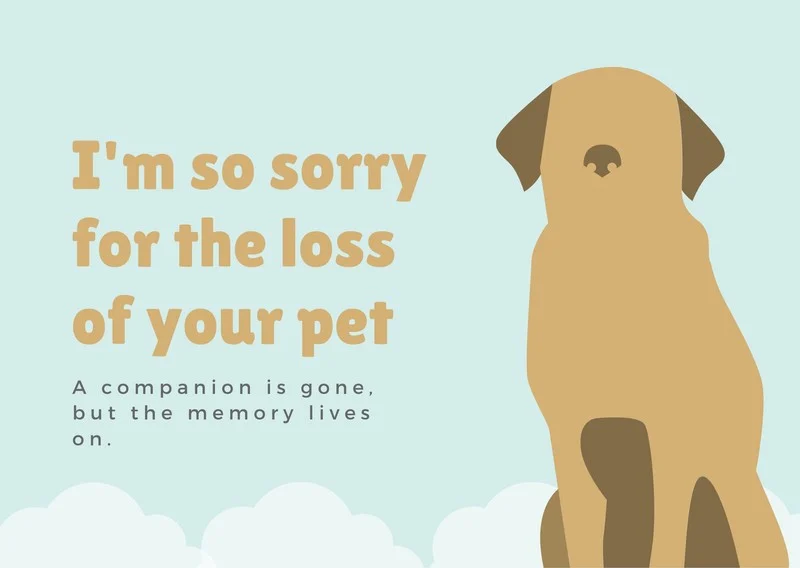 I'm so sorry
for the loss
of your pet
A companion is gone,
but the memory lives
on.